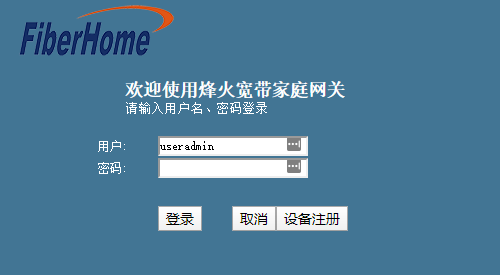 FiberHome
欢迎使用烽火宽带家庭网关
请输入用户名、密码登录
用户: useradmin
密码:
登录 取消 设备注册